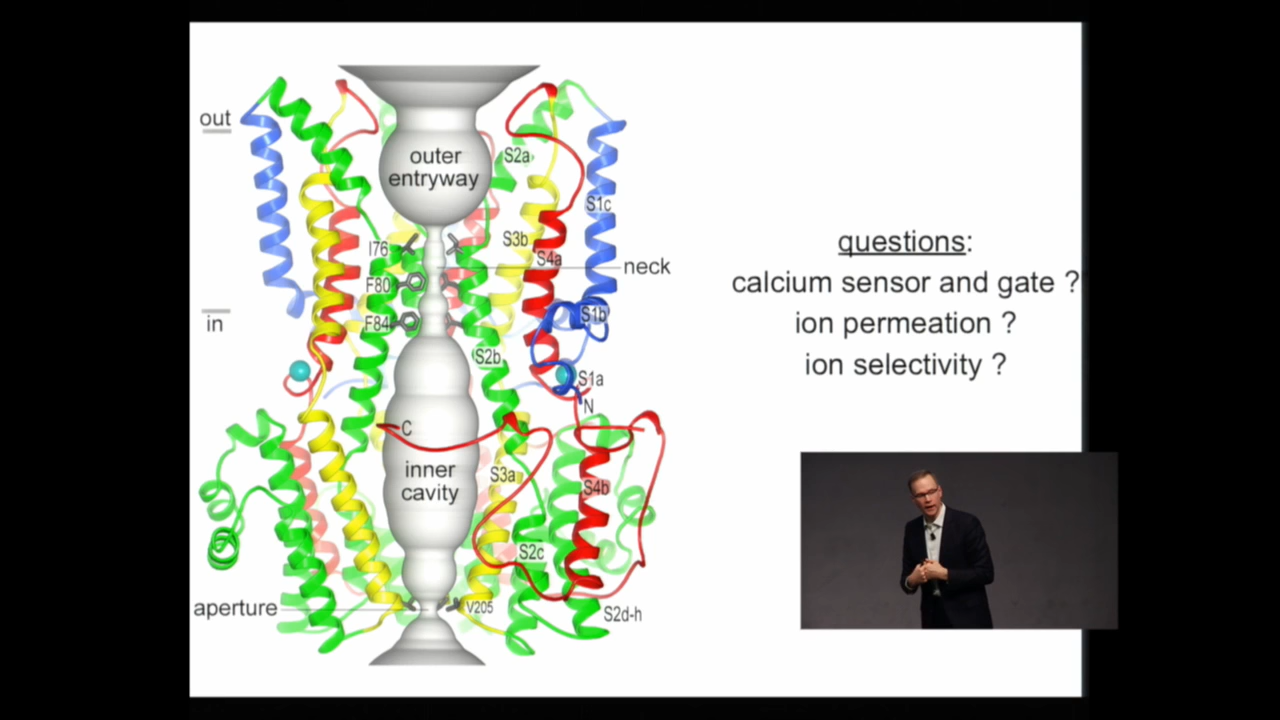 out
outer
entryway
S2a
S1c
I76
S3b
S4a
neck
F80
in
F84
S1b
S2b
S1a
N
C
inner
cavity
S3a
S4b
S2c
aperture
V205
S2d-h
questions:
calcium sensor and gate ?
ion permeation ?
ion selectivity ?